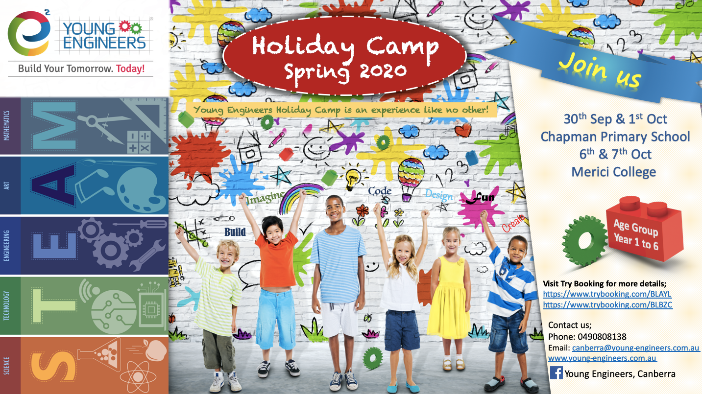 e2 YOUNG
ENGINEERS
Build Your Tomorrow. Today!
Holiday Camp
Spring 2020
Young Engineers Holiday Camp is an experience like no other!
Join us
30th Sep & 1st Oct
Chapman Primary School
6th & 7th Oct
Merici College
Age Group
Year 1 to 6
MATHEMATICS
M
ART
A
ENGINEERING
E
TECHNOLOGY
T
SCIENCE
S
Build
Imagine
Code
Design
Fun
Create
Visit Try Booking for more details;
https://www.trybooking.com/BLAYL
https://www.trybooking.com/BLBZC
Contact us;
Phone: 0490808138
Email: canberra@young-engineers.com.au
www.young-engineers.com.au
f Young Engineers, Canberra